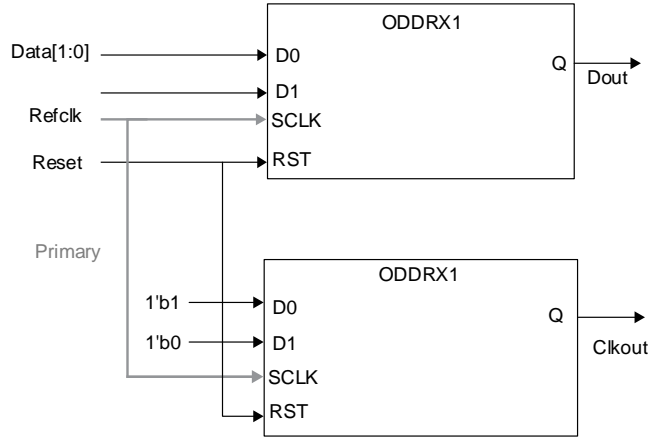 ODDRX1
Data[1:0]
D0
Q
Dout
D1
Refclk
SCLK
Reset
RST
Primary
ODDRX1
1'b1
D0
Q
1'b0
D1
Clkout
SCLK
RST